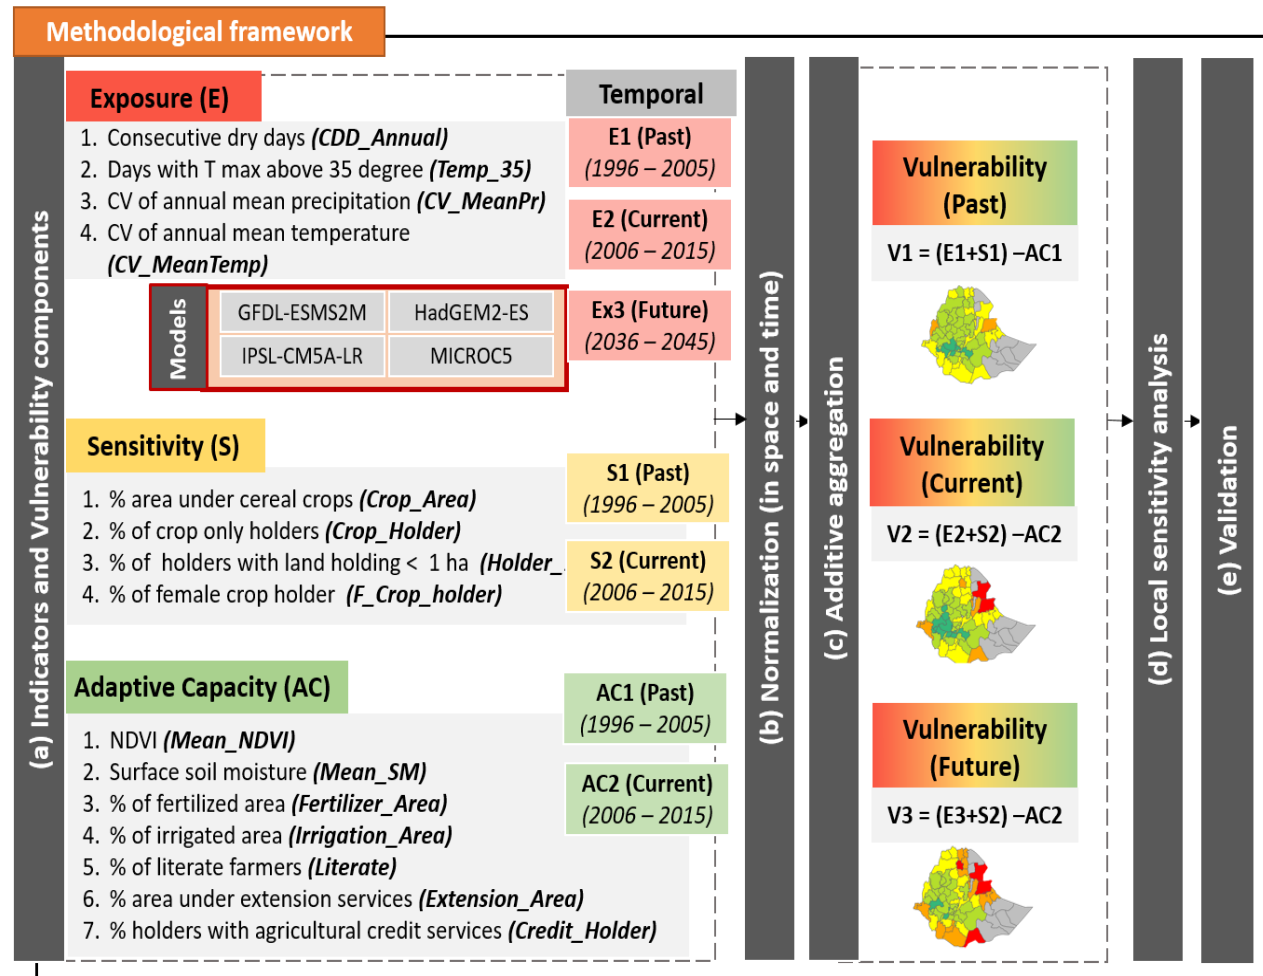 Methodological framework
(a) Indicators and Vulnerability components
Exposure (E)
1. Consecutive dry days (CDD_Annual)
2. Days with T max above 35 degree (Temp_35)
3. CV of annual mean precipitation (CV_MeanPr)
4. CV of annual mean temperature
(CV_MeanTemp)
Models
GFDL-ESMS2M
HadGEM2-ES
IPSL-CM5A-LR
MICROC5
Temporal
E1 (Past)
(1996 – 2005)
E2 (Current)
(2006 – 2015)
Ex3 (Future)
(2036 – 2045)
Sensitivity (S)
1. % area under cereal crops (Crop_Area)
2. % of crop only holders (Crop_Holder)
3. % of holders with land holding < 1 ha (Holder_
4. % of female crop holder (F_Crop_holder)
S1 (Past)
(1996 – 2005)
S2 (Current)
(2006 – 2015)
Adaptive Capacity (AC)
1. NDVI (Mean_NDVI)
2. Surface soil moisture (Mean_SM)
3. % of fertilized area (Fertilizer_Area)
4. % of irrigated area (Irrigation_Area)
5. % of literate farmers (Literate)
6. % area under extension services (Extension_Area)
7. % holders with agricultural credit services (Credit_Holder)
AC1 (Past)
(1996 – 2005)
AC2 (Current)
(2006 – 2015)
(b) Normalization (in space and time)
(c) Additive aggregation
Vulnerability
(Past)
V1 = (E1+S1) –AC1
Vulnerability
(Current)
V2 = (E2+S2) –AC2
Vulnerability
(Future)
V3 = (E3+S2) –AC2
(d) Local sensitivity analysis
(e) Validation